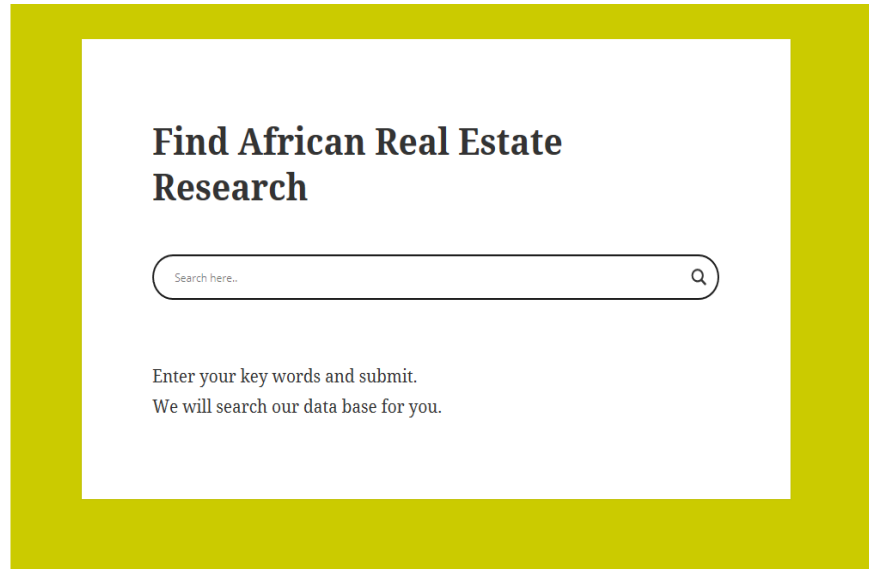 Find African Real Estate
Research
Search here..
Enter your key words and submit.
We will search our data base for you.